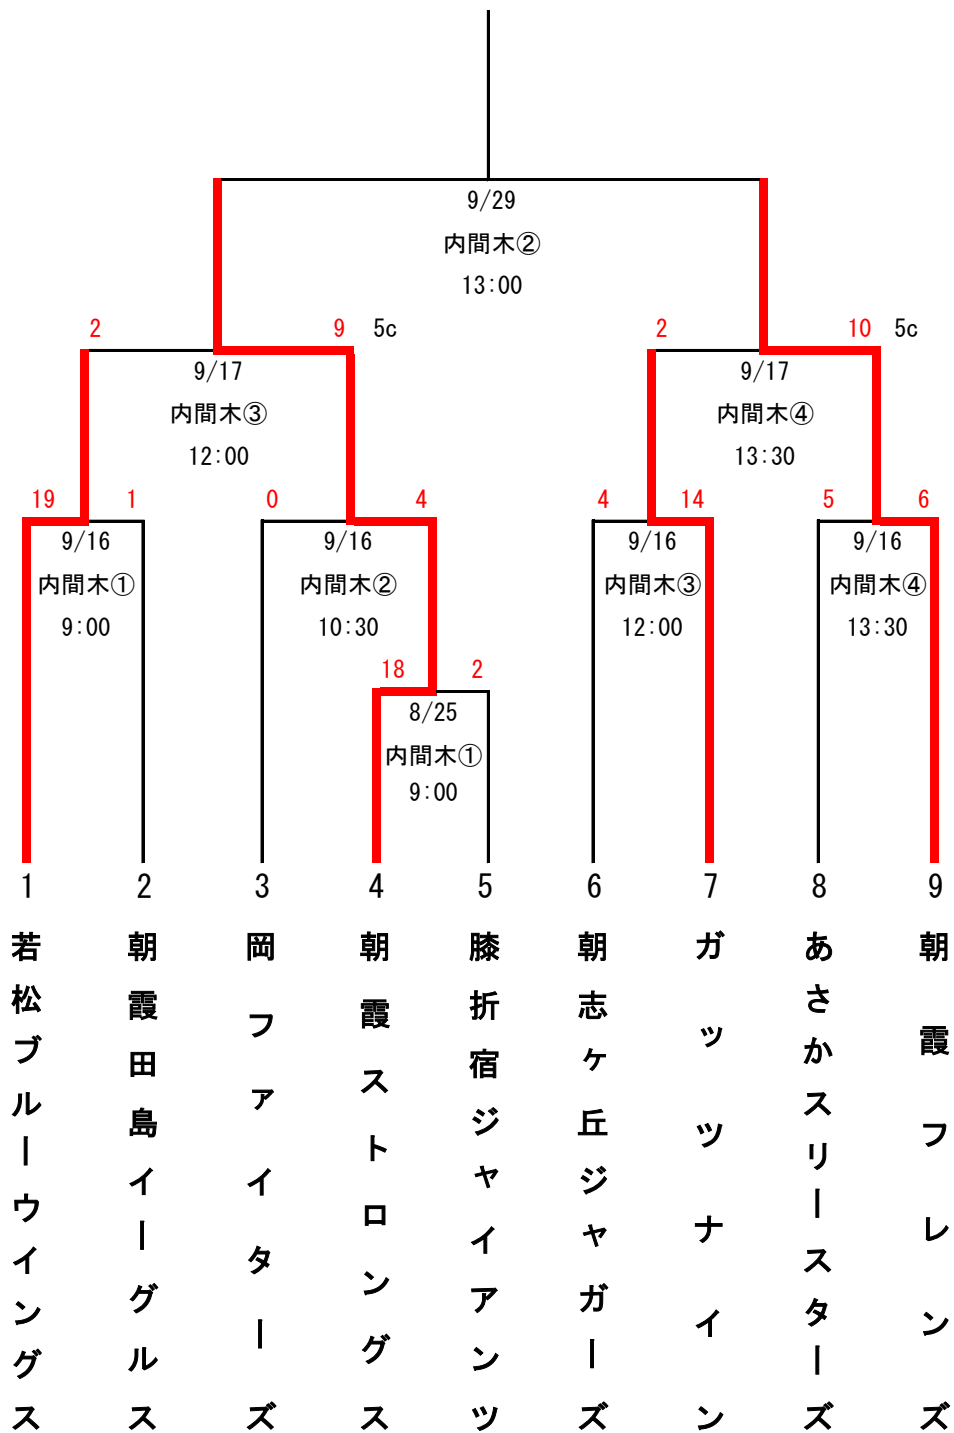 9/29
内間木②
13:00
2 9 5c 2 10 5c
9/17 9/17
内間木③ 内間木④
12:00 13:30
19 1 0 4 4 14 5 6
9/16 9/16 9/16 9/16
内間木① 内間木② 内間木③ 内間木④
9:00 10:30 12:00 13:30
18 2
8/25
内間木①
9:00
1 2 3 4 5 6 7 8 9
若松ブルーウイングス
朝霞田島イーグルス
岡ファイターズ
朝霞ストロングス
膝折宿ジャイアンツ
朝志ヶ丘ジャガーズ
ガッツナイン
あさかスリースターズ
朝霞フレンズ